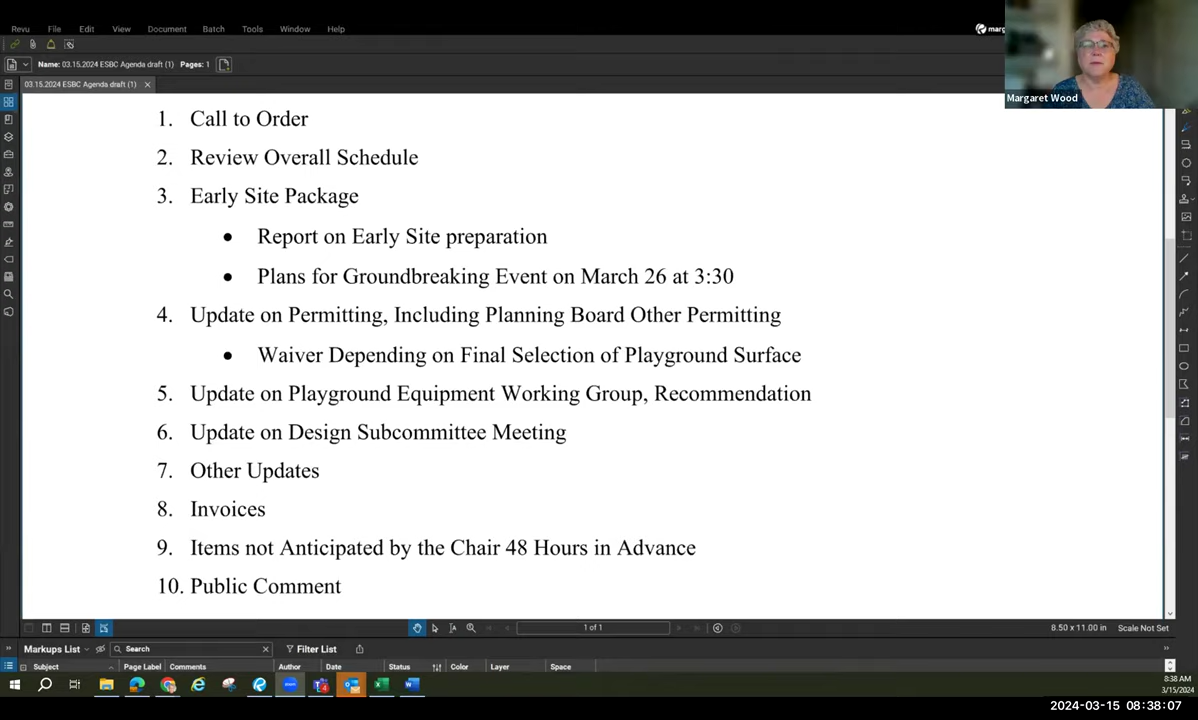 Revu File Edit View Document Batch Tools Window Help
Name: 03.15.2024 ESBC Agenda draft (1) Pages: 1
03.15.2024 ESBC Agenda draft (1)
Margaret Wood
1. Call to Order
2. Review Overall Schedule
3. Early Site Package
• Report on Early Site preparation
• Plans for Groundbreaking Event on March 26 at 3:30
4. Update on Permitting, Including Planning Board Other Permitting
• Waiver Depending on Final Selection of Playground Surface
5. Update on Playground Equipment Working Group, Recommendation
6. Update on Design Subcommittee Meeting
7. Other Updates
8. Invoices
9. Items not Anticipated by the Chair 48 Hours in Advance
10. Public Comment
1 of 1
8.50 x 11.00 in Scale Not Set
Markups List Search Filter List
Subject Page Label Comments Author Date Status Color Layer Space
8:38 AM
3/15/2024
2024-03-15 08:38:07